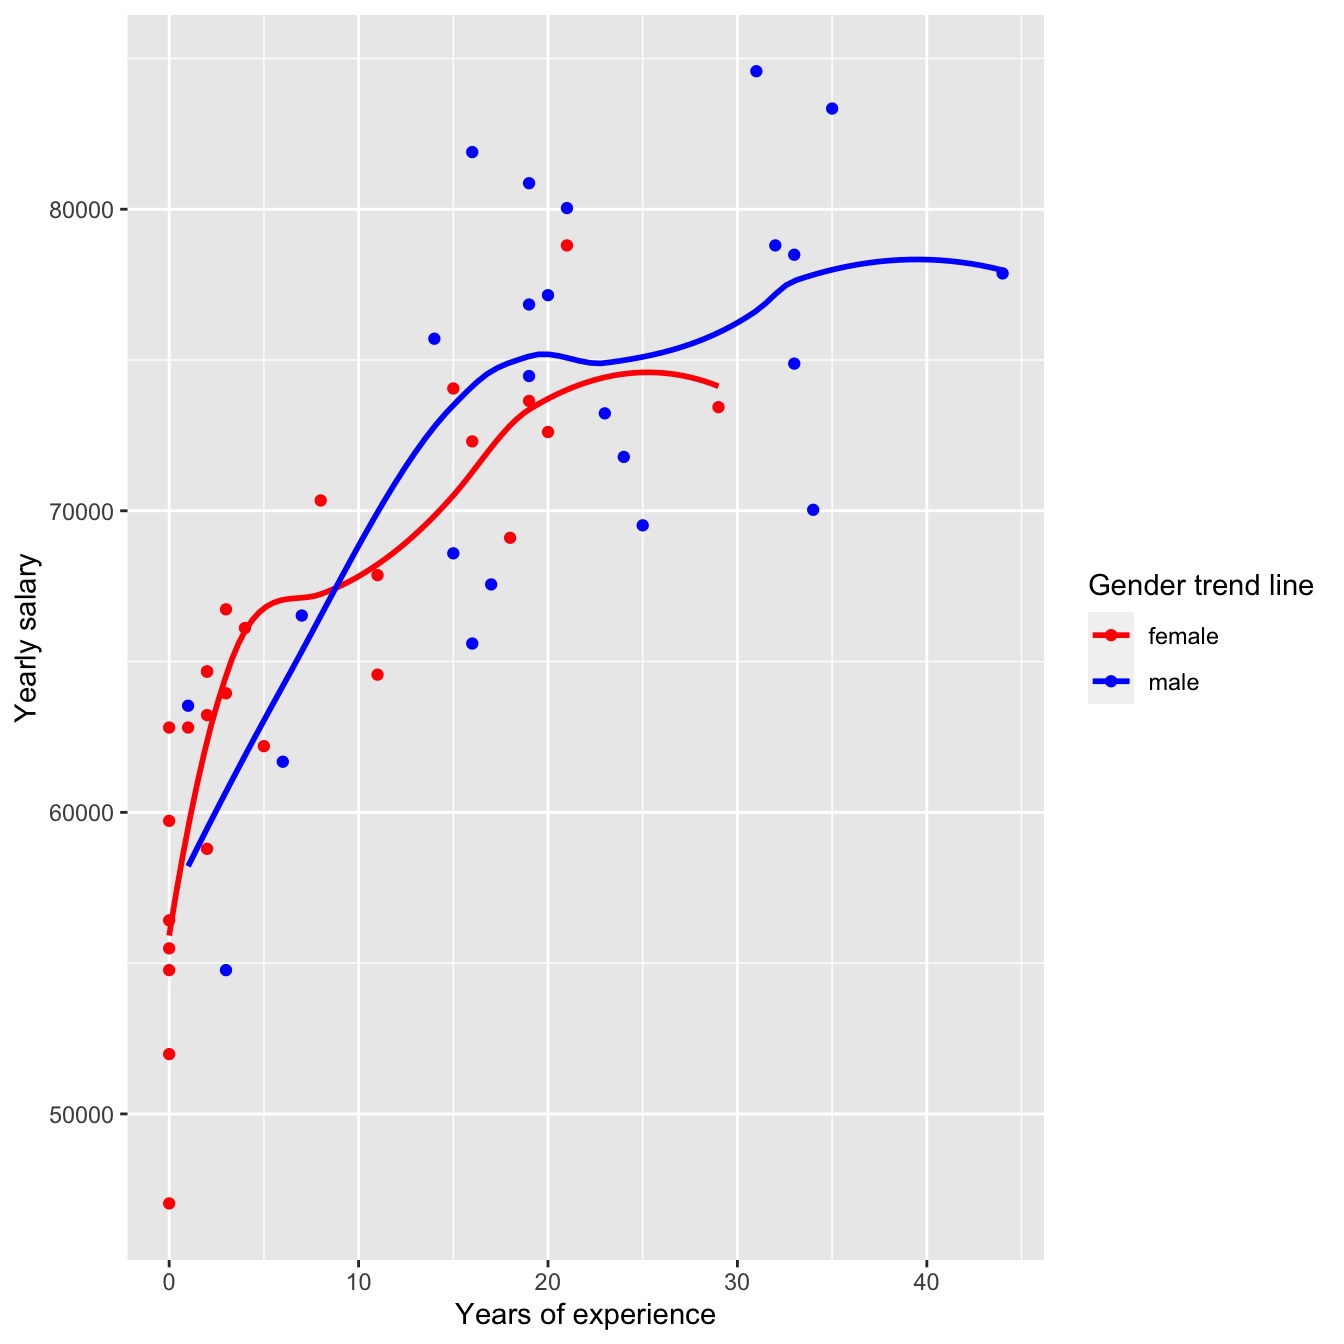 80000
70000
60000
50000
Yearly salary
0 10 20 30 40
Years of experience
Gender trend line
female
male